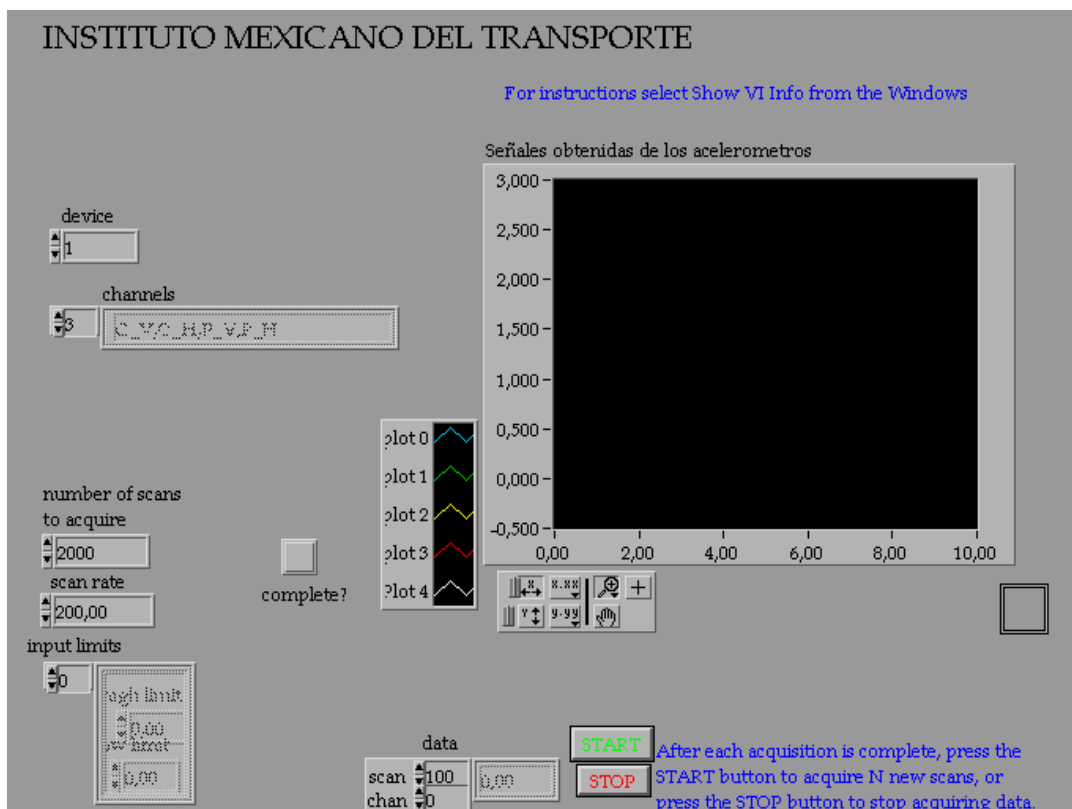 INSTITUTO MEXICANO DEL TRANSPORTE
For instructions select Show VI Info from the Windows
Señales obtenidas de los acelerometros
3,000
2,500
2,000
1,500
1,000
0,500
0,000
-0,500
0,00 2,00 4,00 6,00 8,00 10,00
device
1
channels
3
plot 0
plot 1
plot 2
plot 3
Plot 4
number of scans
to acquire
2000
scan rate
200,00
complete?
input limits
0
limit
0,00
limit
0,00
X.XX
y.yy
data
scan 100 0,00
chan 0
START
STOP
After each acquisition is complete, press the
START button to acquire N new scans, or
press the STOP button to stop acquiring data.